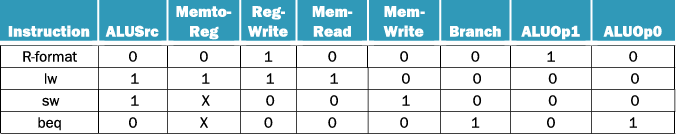 Instruction ALUSrc Memto-Reg Reg-Write Mem-Read Mem-Write Branch ALUOp1 ALUOp0
R-format 0 0 1 0 0 0 1 0
lw 1 1 1 1 0 0 0 0
sw 1 X 0 0 1 0 0 0
beq 0 X 0 0 0 1 0 1